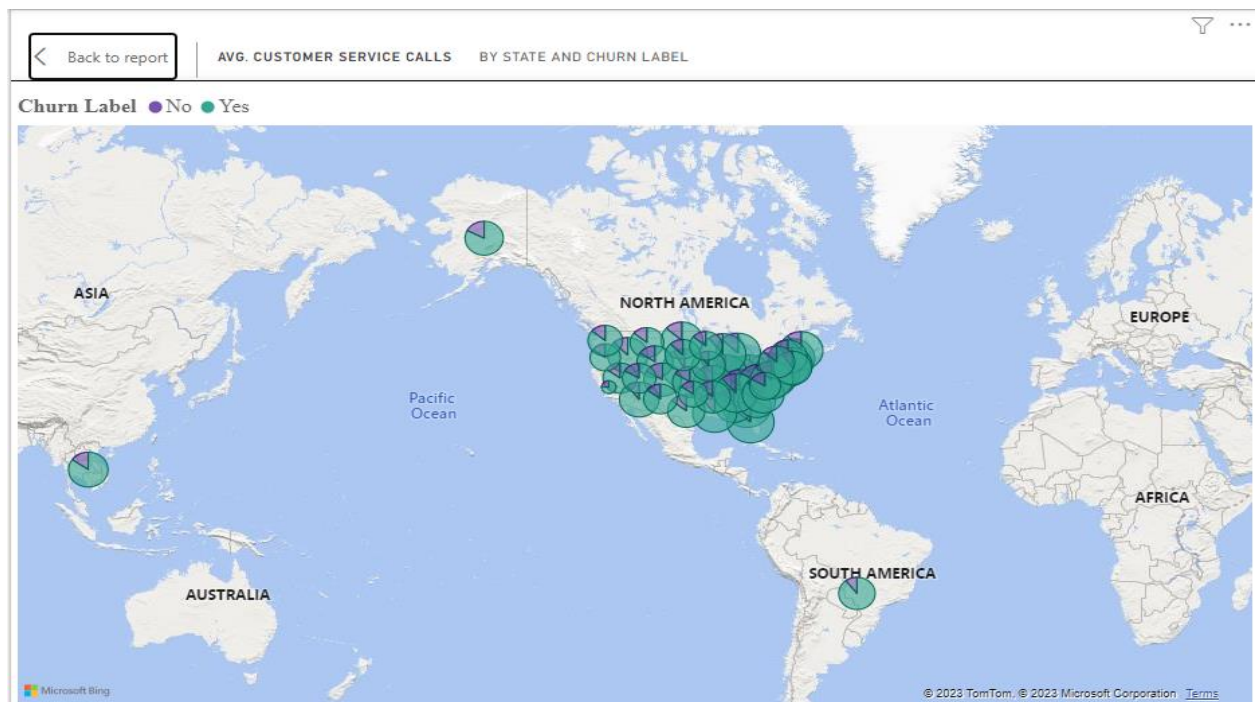 Back to report
AVG. CUSTOMER SERVICE CALLS BY STATE AND CHURN LABEL
Churn Label No Yes
ASIA
NORTH AMERICA
EUROPE
Pacific
Ocean
Atlantic
Ocean
AFRICA
SOUTH AMERICA
AUSTRALIA
Microsoft Bing
© 2023 TomTom, © 2023 Microsoft Corporation Terms